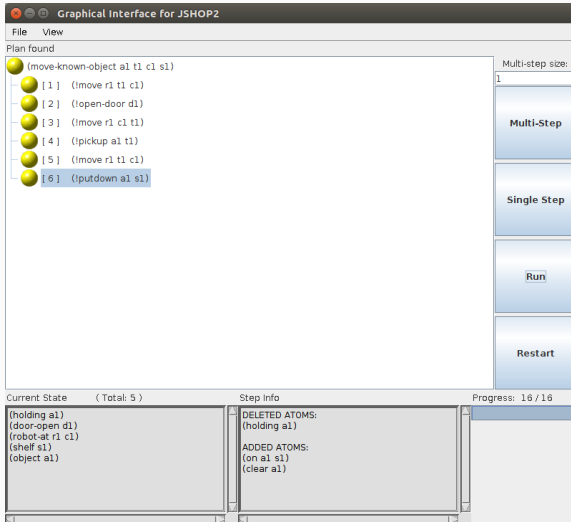 Graphical Interface for JSHOP2
File View
Plan found
(move-known-object a1 t1 c1 s1)
[ 1 ] (!move r1 t1 c1)
[ 2 ] (!open-door d1)
[ 3 ] (!move r1 c1 t1)
[ 4 ] (!pickup a1 t1)
[ 5 ] (!move r1 t1 c1)
[ 6 ] (!putdown a1 s1)
Multi-step size:
1
Multi-Step
Single Step
Run
Restart
Current State ( Total: 5 )
(holding a1)
(door-open d1)
(robot-at r1 c1)
(shelf s1)
(object a1)
Step Info
DELETED ATOMS:
(holding a1)
ADDED ATOMS:
(on a1 s1)
(clear a1)
Progress: 16 / 16